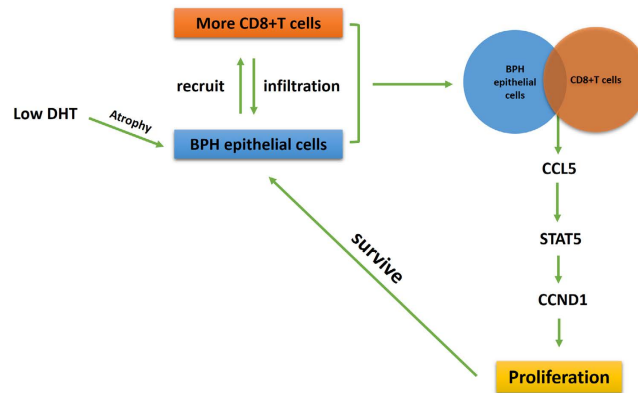 More CD8+T cells
recruit
infiltration
Low DHT
Atrophy
BPH epithelial cells
BPH
epithelial
cells
CD8+T cells
CCL5
STAT5
CCND1
survive
Proliferation